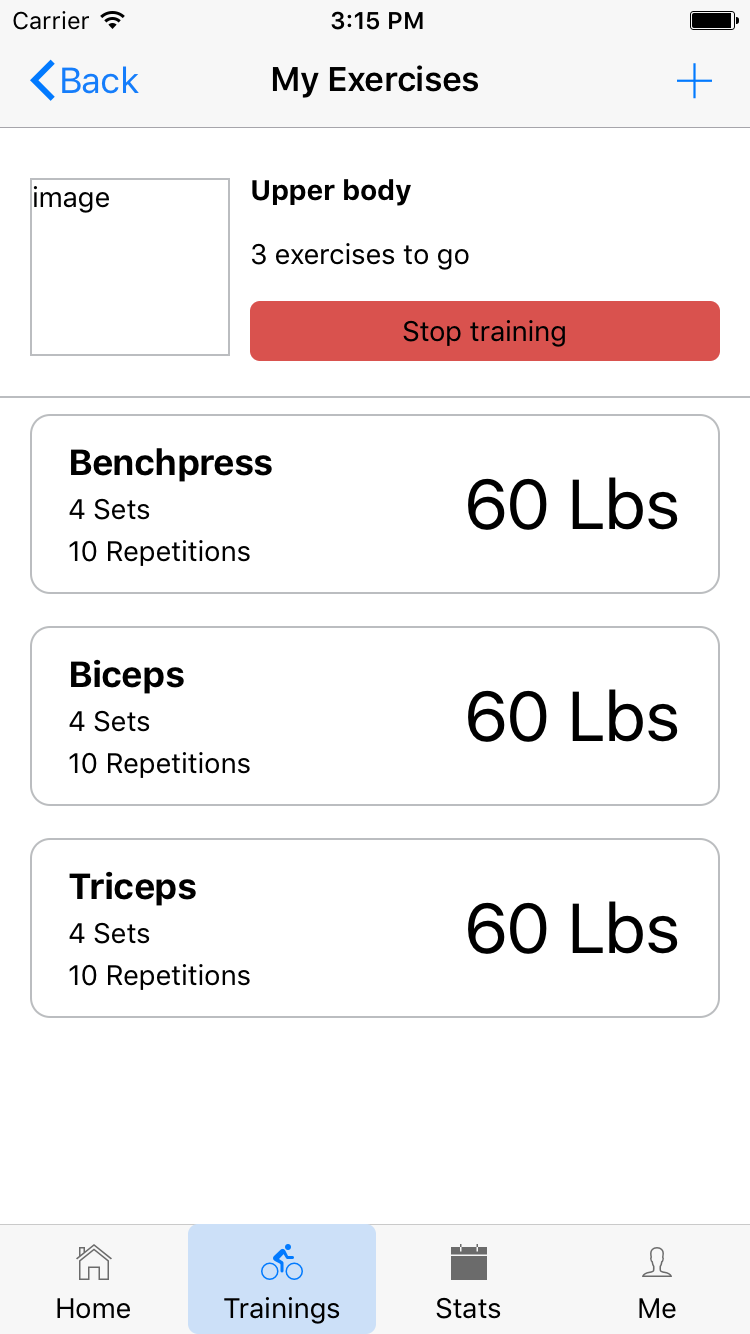 Carrier 3:15 PM
Back My Exercises
image
Upper body
3 exercises to go
Stop training
Benchpress
4 Sets
10 Repetitions
60 Lbs
Biceps
4 Sets
10 Repetitions
60 Lbs
Triceps
4 Sets
10 Repetitions
60 Lbs
Home Trainings Stats Me